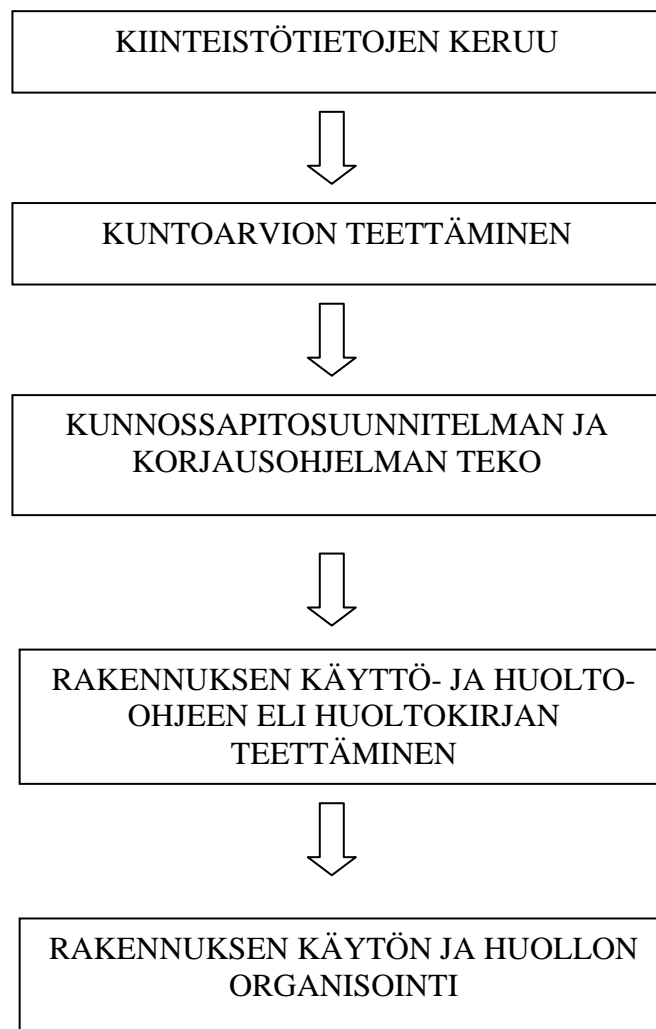 KIINTEISTÖTIETOJEN KERUU
KUNTOARVION TEETTÄMINEN
KUNNOSSAPITOSUUNNITELMAN JA
KORJAUSOHJELMAN TEKO
RAKENNUKSEN KÄYTTÖ- JA HUOLTO-
OHJEEN ELI HUOLTOKIRJAN
TEETTÄMINEN
RAKENNUKSEN KÄYTÖN JA HUOLLON
ORGANISOINTI